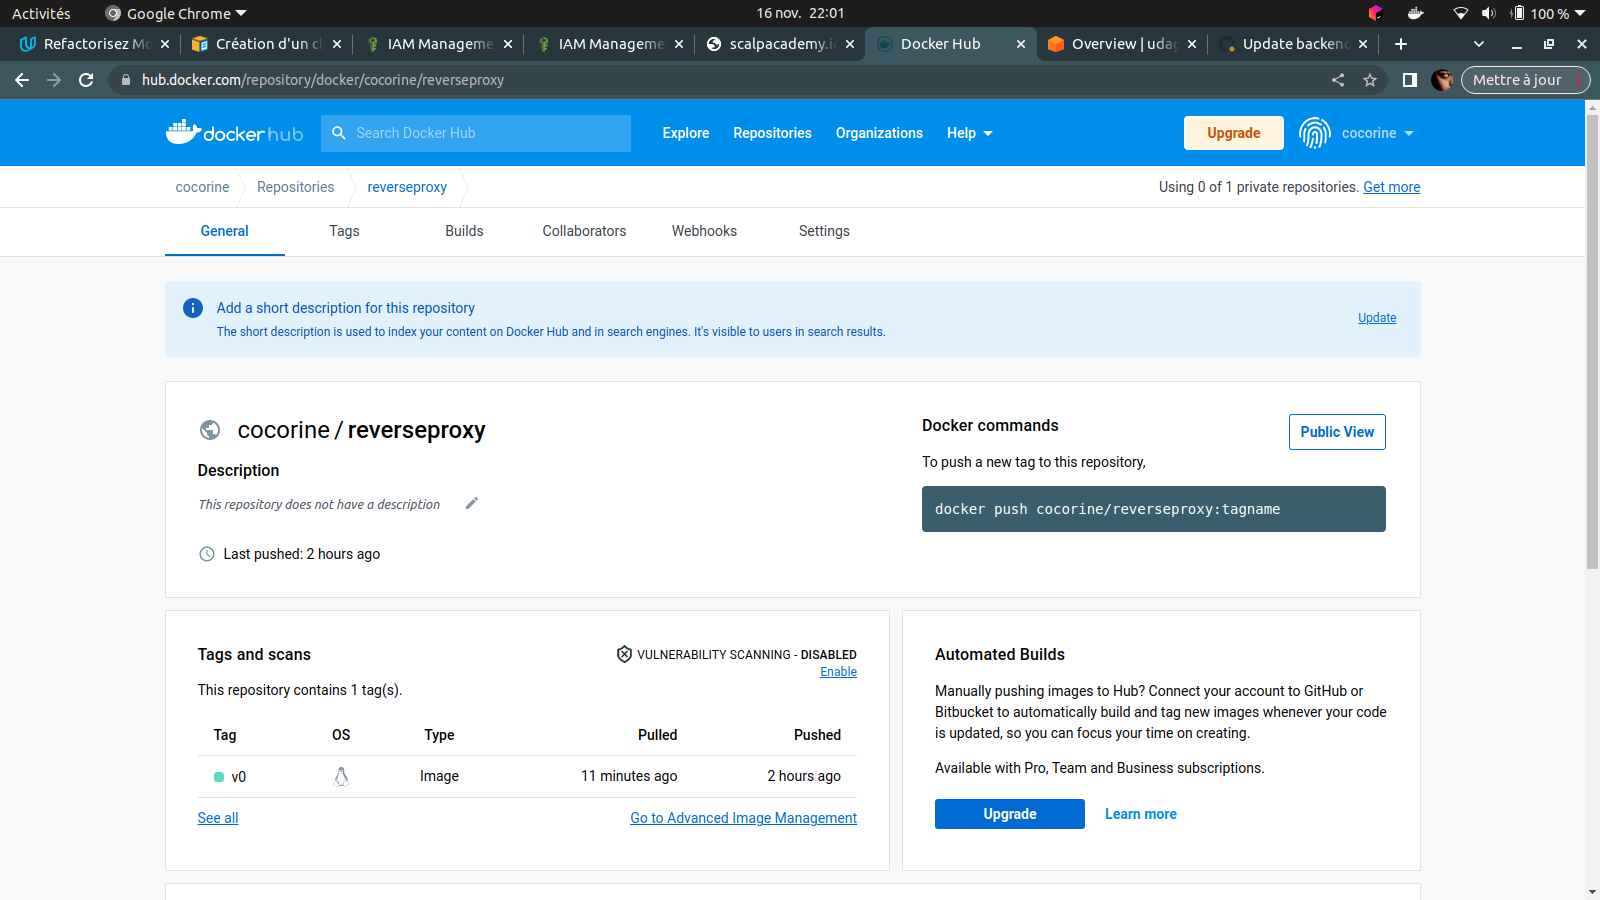 Activités Google Chrome 16 nov. 22:01 100 %
Refactorisez Mo Création d'un cl IAM Manageme IAM Manageme scalpacademy.i Docker Hub Overview | udag Update backend
hub.docker.com/repository/docker/cocorine/reverseproxy Mettre à jour
docker hub Search Docker Hub Explore Repositories Organizations Help Upgrade cocorine
cocorine Repositories reverseproxy Using 0 of 1 private repositories. Get more
General Tags Builds Collaborators Webhooks Settings
Add a short description for this repository
The short description is used to index your content on Docker Hub and in search engines. It's visible to users in search results.
Update
cocorine / reverseproxy
Description
This repository does not have a description
Last pushed: 2 hours ago
Docker commands
Public View
To push a new tag to this repository,
docker push cocorine/reverseproxy:tagname
Tags and scans
VULNERABILITY SCANNING - DISABLED
Enable
This repository contains 1 tag(s).
Tag OS Type Pulled Pushed
v0 Image 11 minutes ago 2 hours ago
See all Go to Advanced Image Management
Automated Builds
Manually pushing images to Hub? Connect your account to GitHub or
Bitbucket to automatically build and tag new images whenever your code
is updated, so you can focus your time on creating.
Available with Pro, Team and Business subscriptions.
Upgrade Learn more